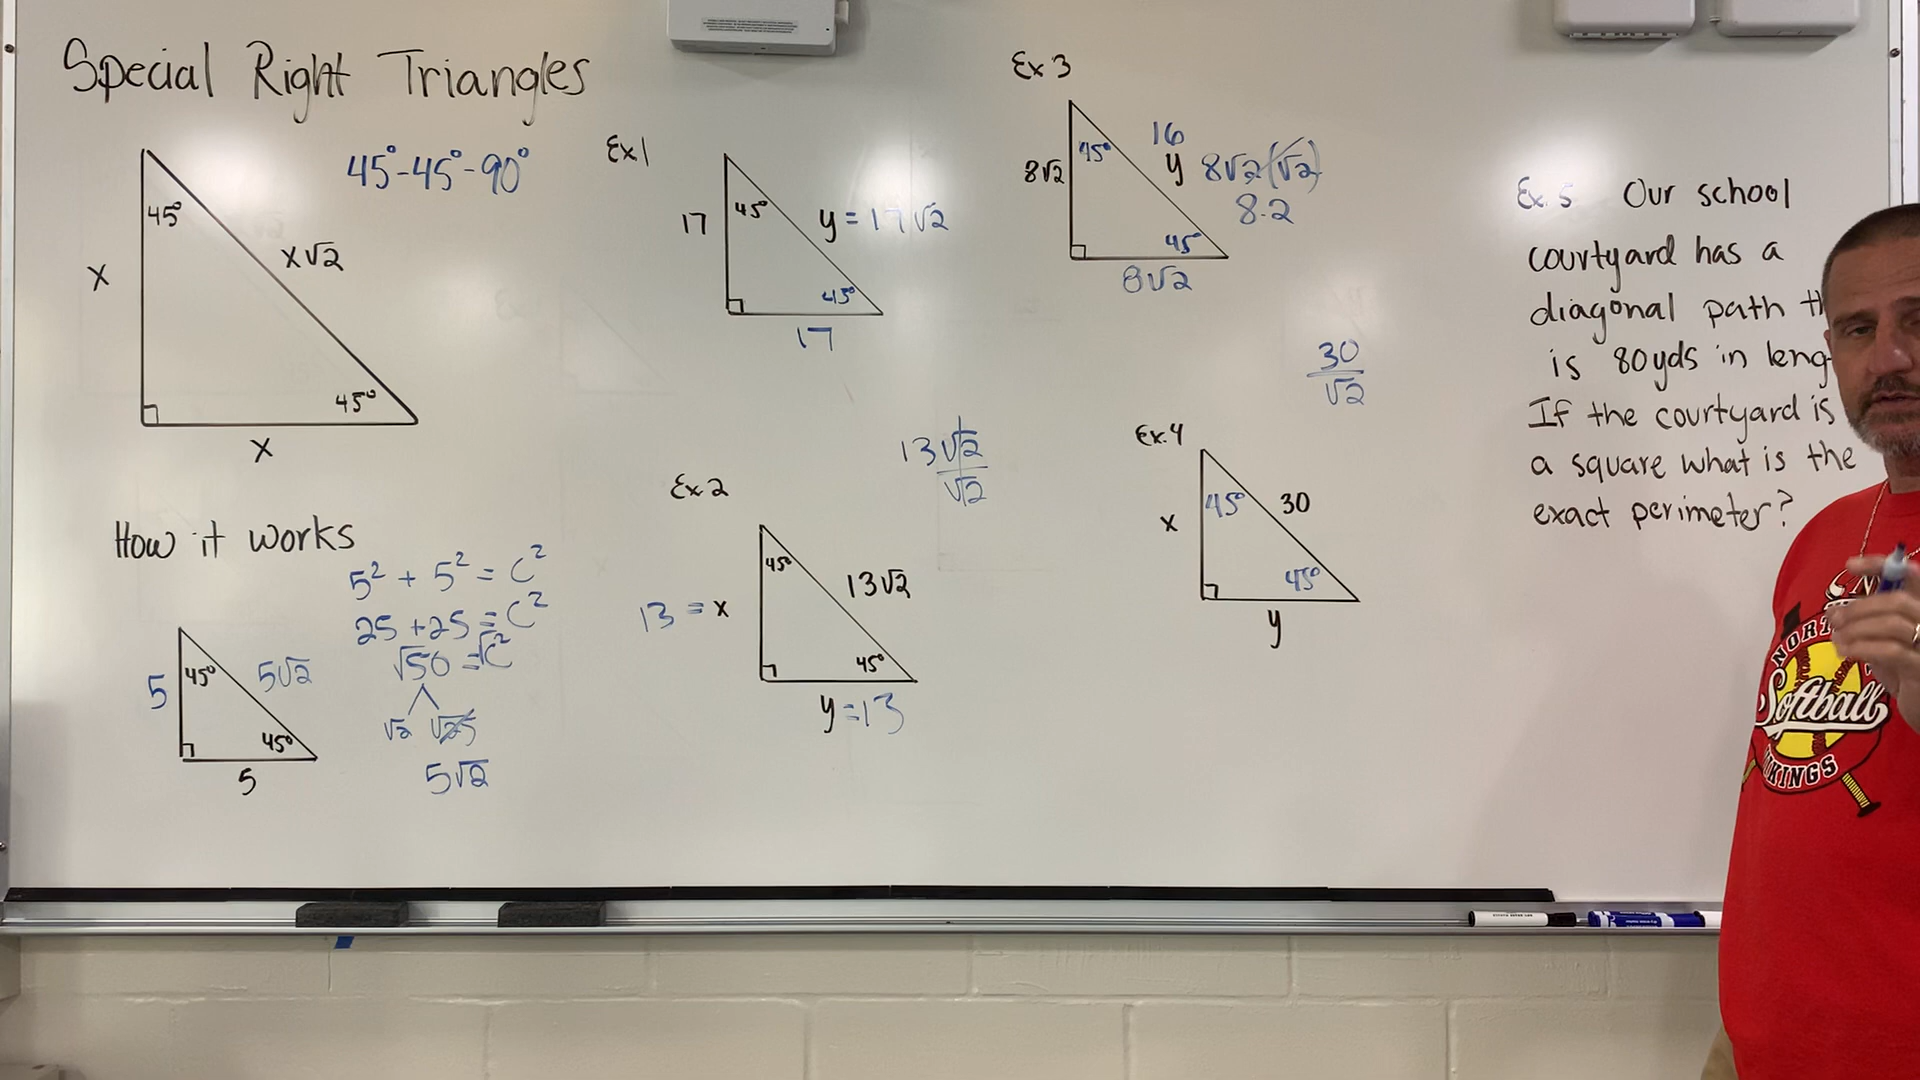 Special Right Triangles
45°-45°-90°
45°
x
x√2
45°
x
How it works
5² + 5² = C²
25 + 25 = C²
√50 = √C²
√2 √25
5√2
5
45°
5√2
45°
5
Ex 1
17
45°
y = 17√2
45°
17
Ex 2
13√2
√2
45°
13√2
13 = x
45°
y = 13
Ex 3
8√2
45°
16
y 8√2(√2)
8·2
45°
8√2
30
√2
Ex. 4
45°
30
x
45°
y
Ex. 5 Our school
courtyard has a
diagonal path
is 80yds in
If the courtyard is
a square what is the
exact perimeter?
Softball